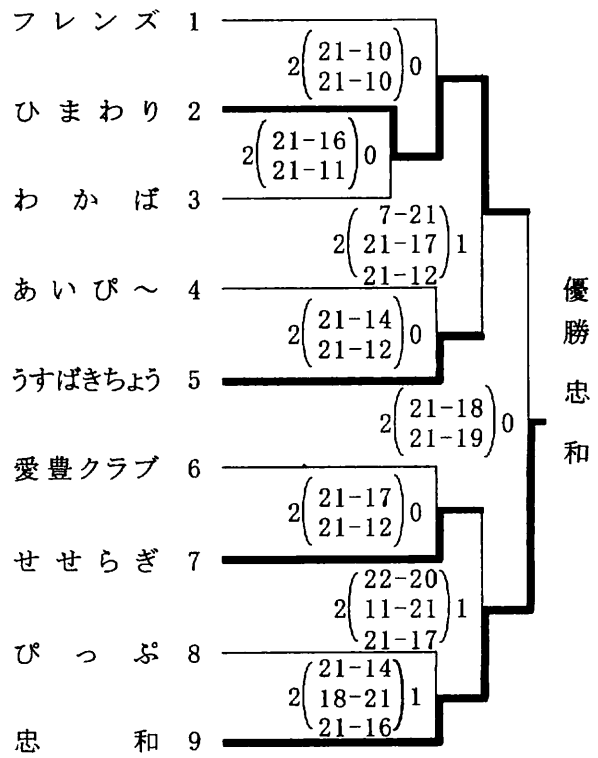 フレンズ 1
2(21-10 21-10)0
ひまわり 2
2(21-16 21-11)0
わかば 3
2(7-21 21-17 21-12)1
あいぴ～ 4
2(21-14 21-12)0
うすばきちょう 5
2(21-18 21-19)0
優勝 忠和
愛豊クラブ 6
2(21-17 21-12)0
せせらぎ 7
2(22-20 11-21 21-17)1
ぴっぷ 8
2(21-14 18-21 21-16)1
忠和 9